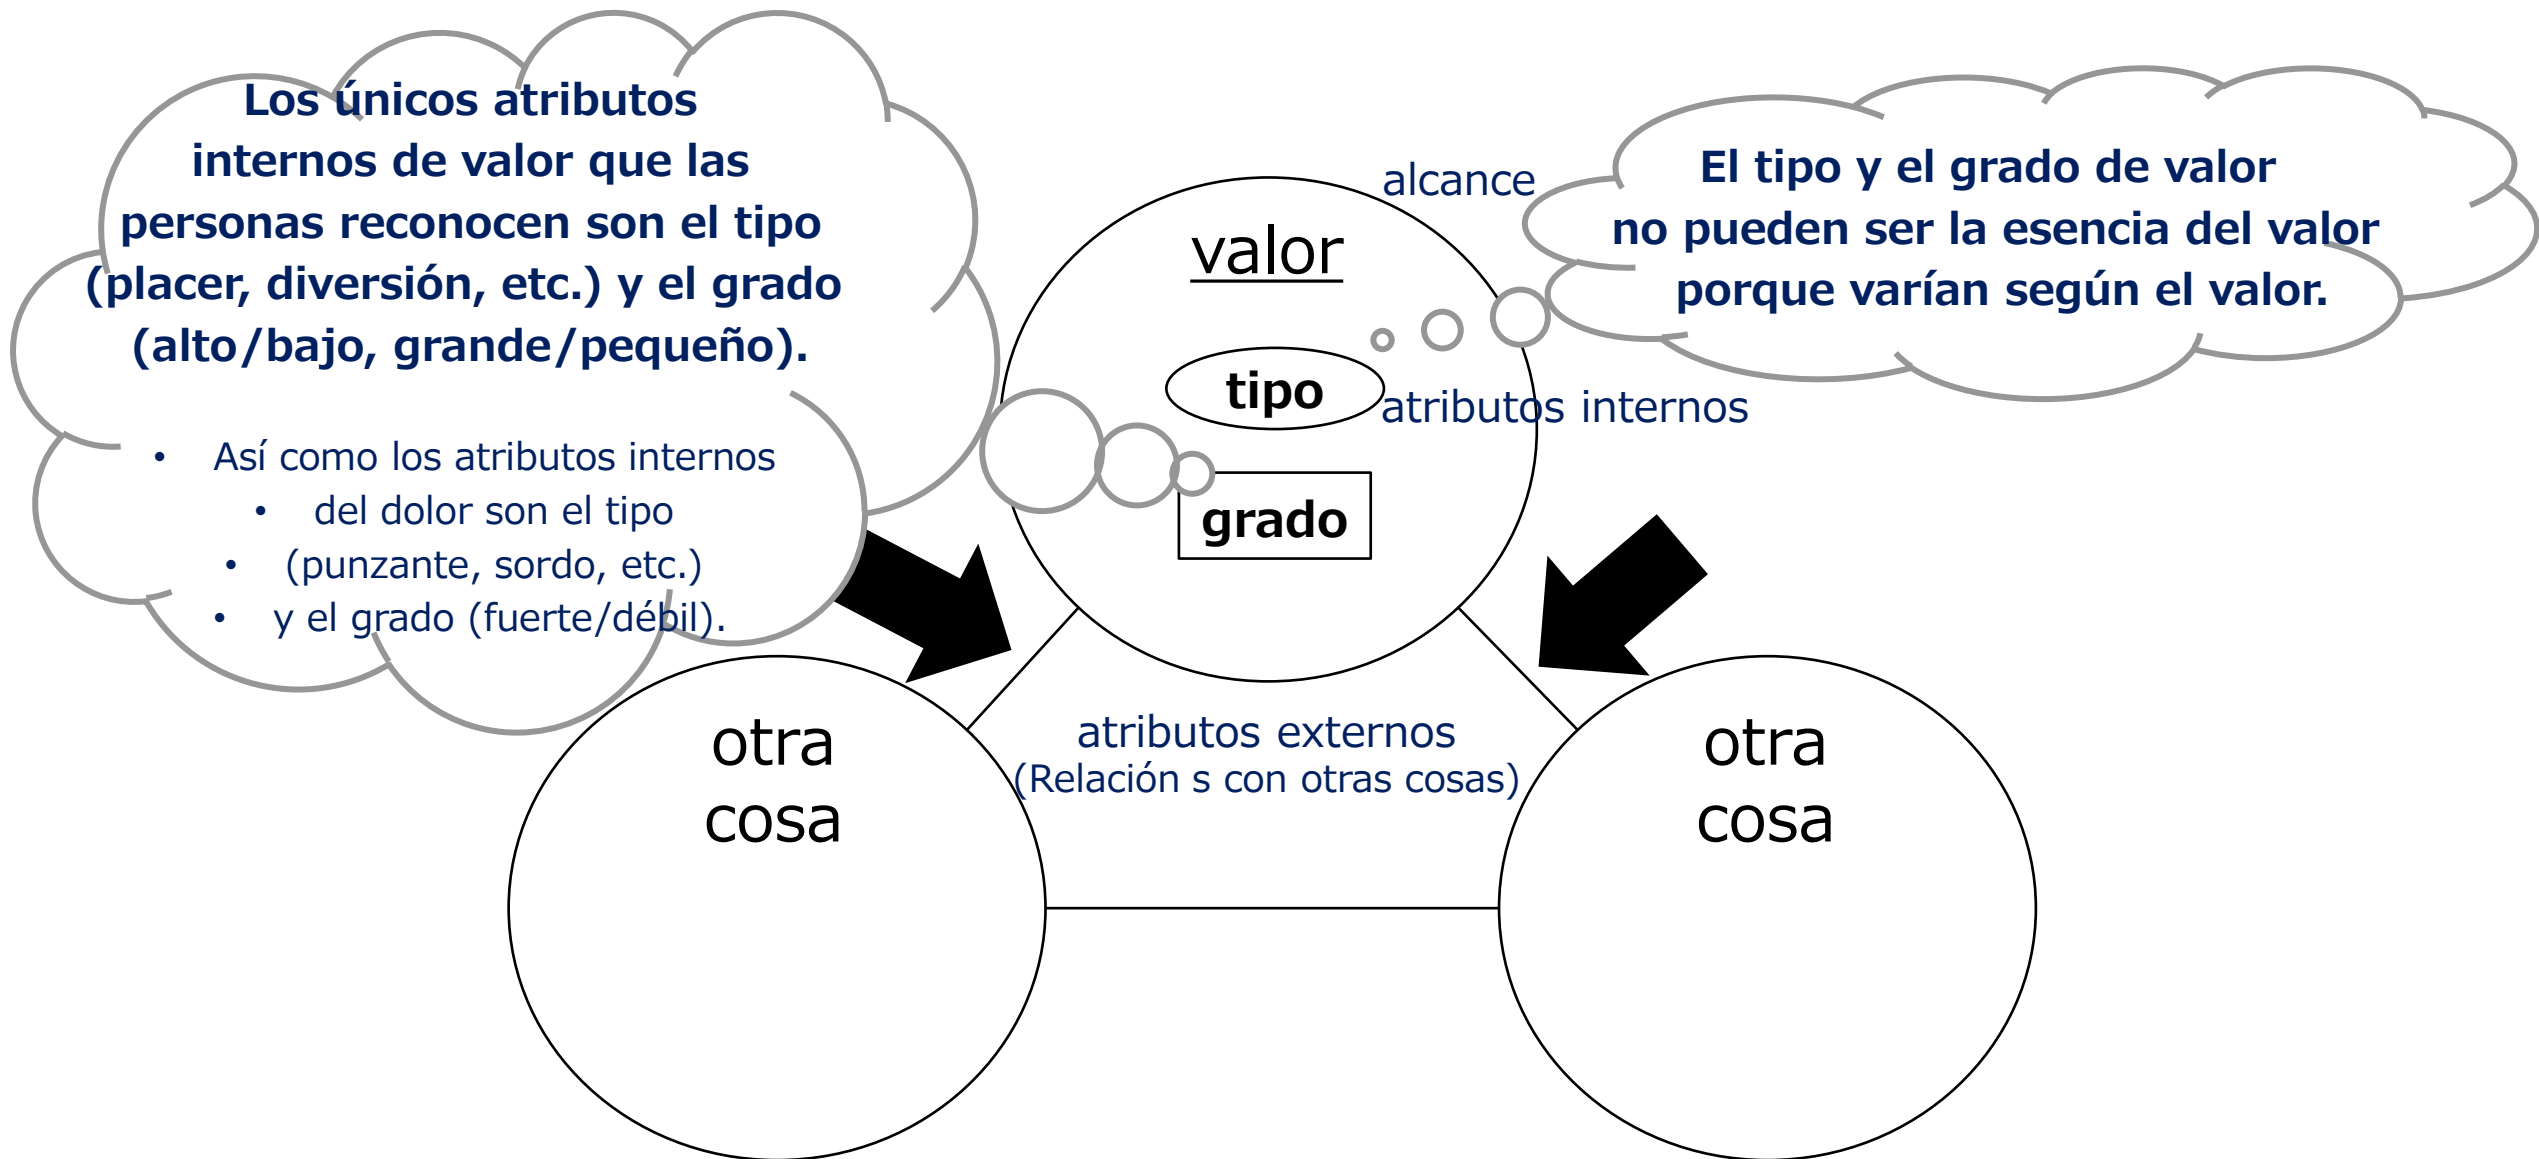 Los únicos atributos
internos de valor que las
personas reconocen son el tipo
(placer, diversión, etc.) y el grado
(alto/bajo, grande/pequeño).
• Así como los atributos internos
• del dolor son el tipo
• (punzante, sordo, etc.)
• y el grado (fuerte/débil).
alcance
El tipo y el grado de valor
no pueden ser la esencia del valor
porque varían según el valor.
valor
tipo
atributos internos
grado
atributos externos
(Relación s con otras cosas)
otra
cosa
otra
cosa